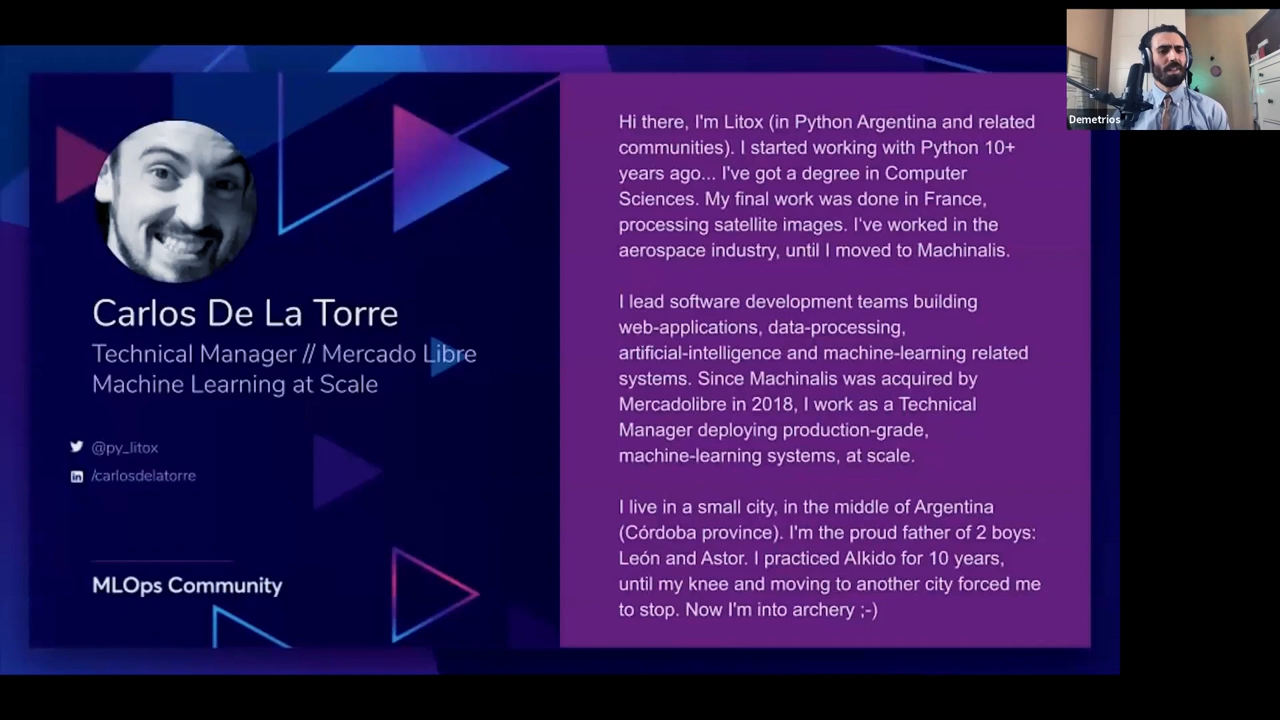 Demetrios
Carlos De La Torre
Technical Manager // Mercado Libre
Machine Learning at Scale
@py_litox
/carlosdelatorre
MLOps Community
Hi there, I'm Litox (in Python Argentina and related
communities). I started working with Python 10+
years ago... I've got a degree in Computer
Sciences. My final work was done in France,
processing satellite images. I've worked in the
aerospace industry, until I moved to Machinalis.
I lead software development teams building
web-applications, data-processing,
artificial-intelligence and machine-learning related
systems. Since Machinalis was acquired by
Mercadolibre in 2018, I work as a Technical
Manager deploying production-grade,
machine-learning systems, at scale.
I live in a small city, in the middle of Argentina
(Córdoba province). I'm the proud father of 2 boys:
León and Astor. I practiced AIkido for 10 years,
until my knee and moving to another city forced me
to stop. Now I'm into archery ;-)